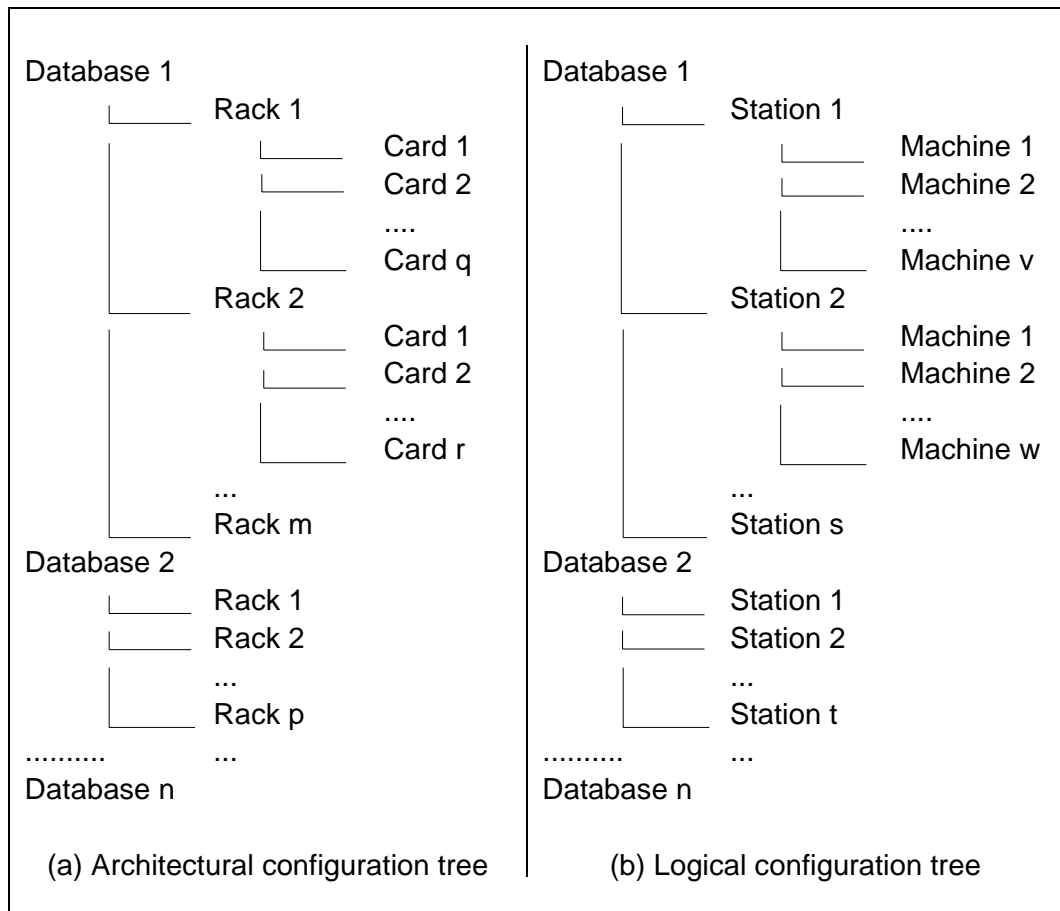 Database 1
Rack 1
Card 1
Card 2
....
Card q
Rack 2
Card 1
Card 2
....
Card r
...
Rack m
Database 2
Rack 1
Rack 2
...
Rack p
.......... ...
Database n
(a) Architectural configuration tree
Database 1
Station 1
Machine 1
Machine 2
....
Machine v
Station 2
Machine 1
Machine 2
....
Machine w
...
Station s
Database 2
Station 1
Station 2
...
Station t
.......... ...
Database n
(b) Logical configuration tree